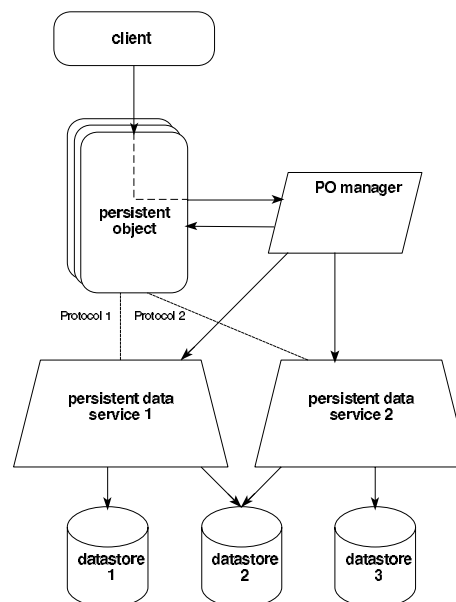 client
PO manager
persistent
object
Protocol 1
Protocol 2
persistent data
service 1
persistent data
service 2
datastore
1
datastore
2
datastore
3